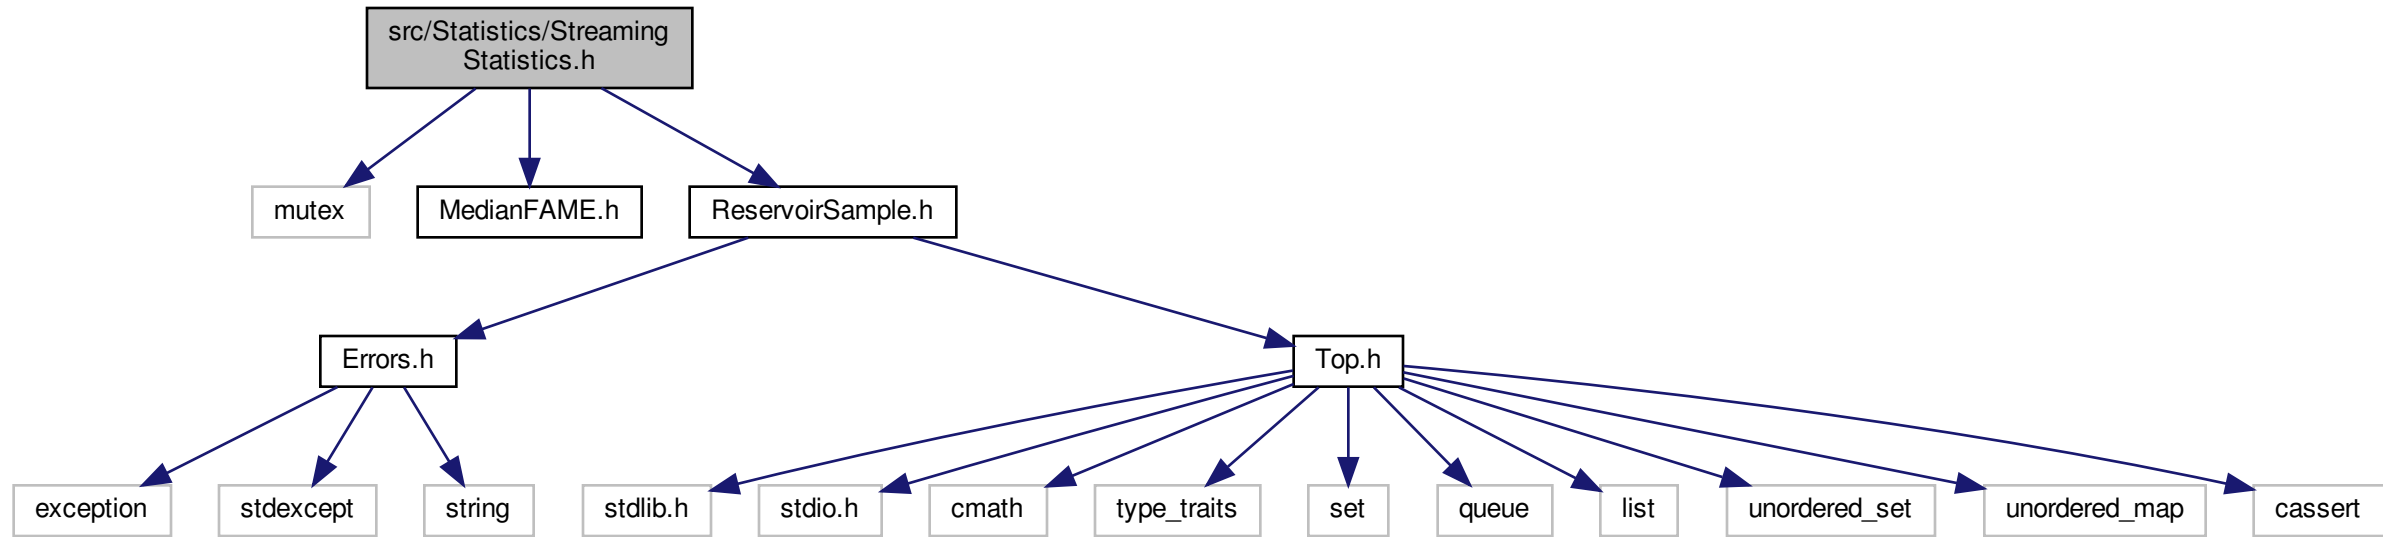 src/Statistics/Streaming
Statistics.h
mutex
MedianFAME.h
ReservoirSample.h
Errors.h
Top.h
exception
stdexcept
string
stdlib.h
stdio.h
cmath
type_traits
set
queue
list
unordered_set
unordered_map
cassert